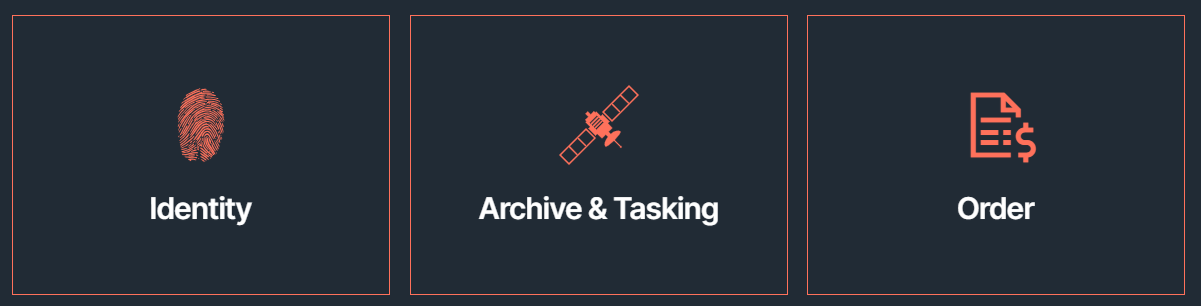 Identity
Archive & Tasking
Order